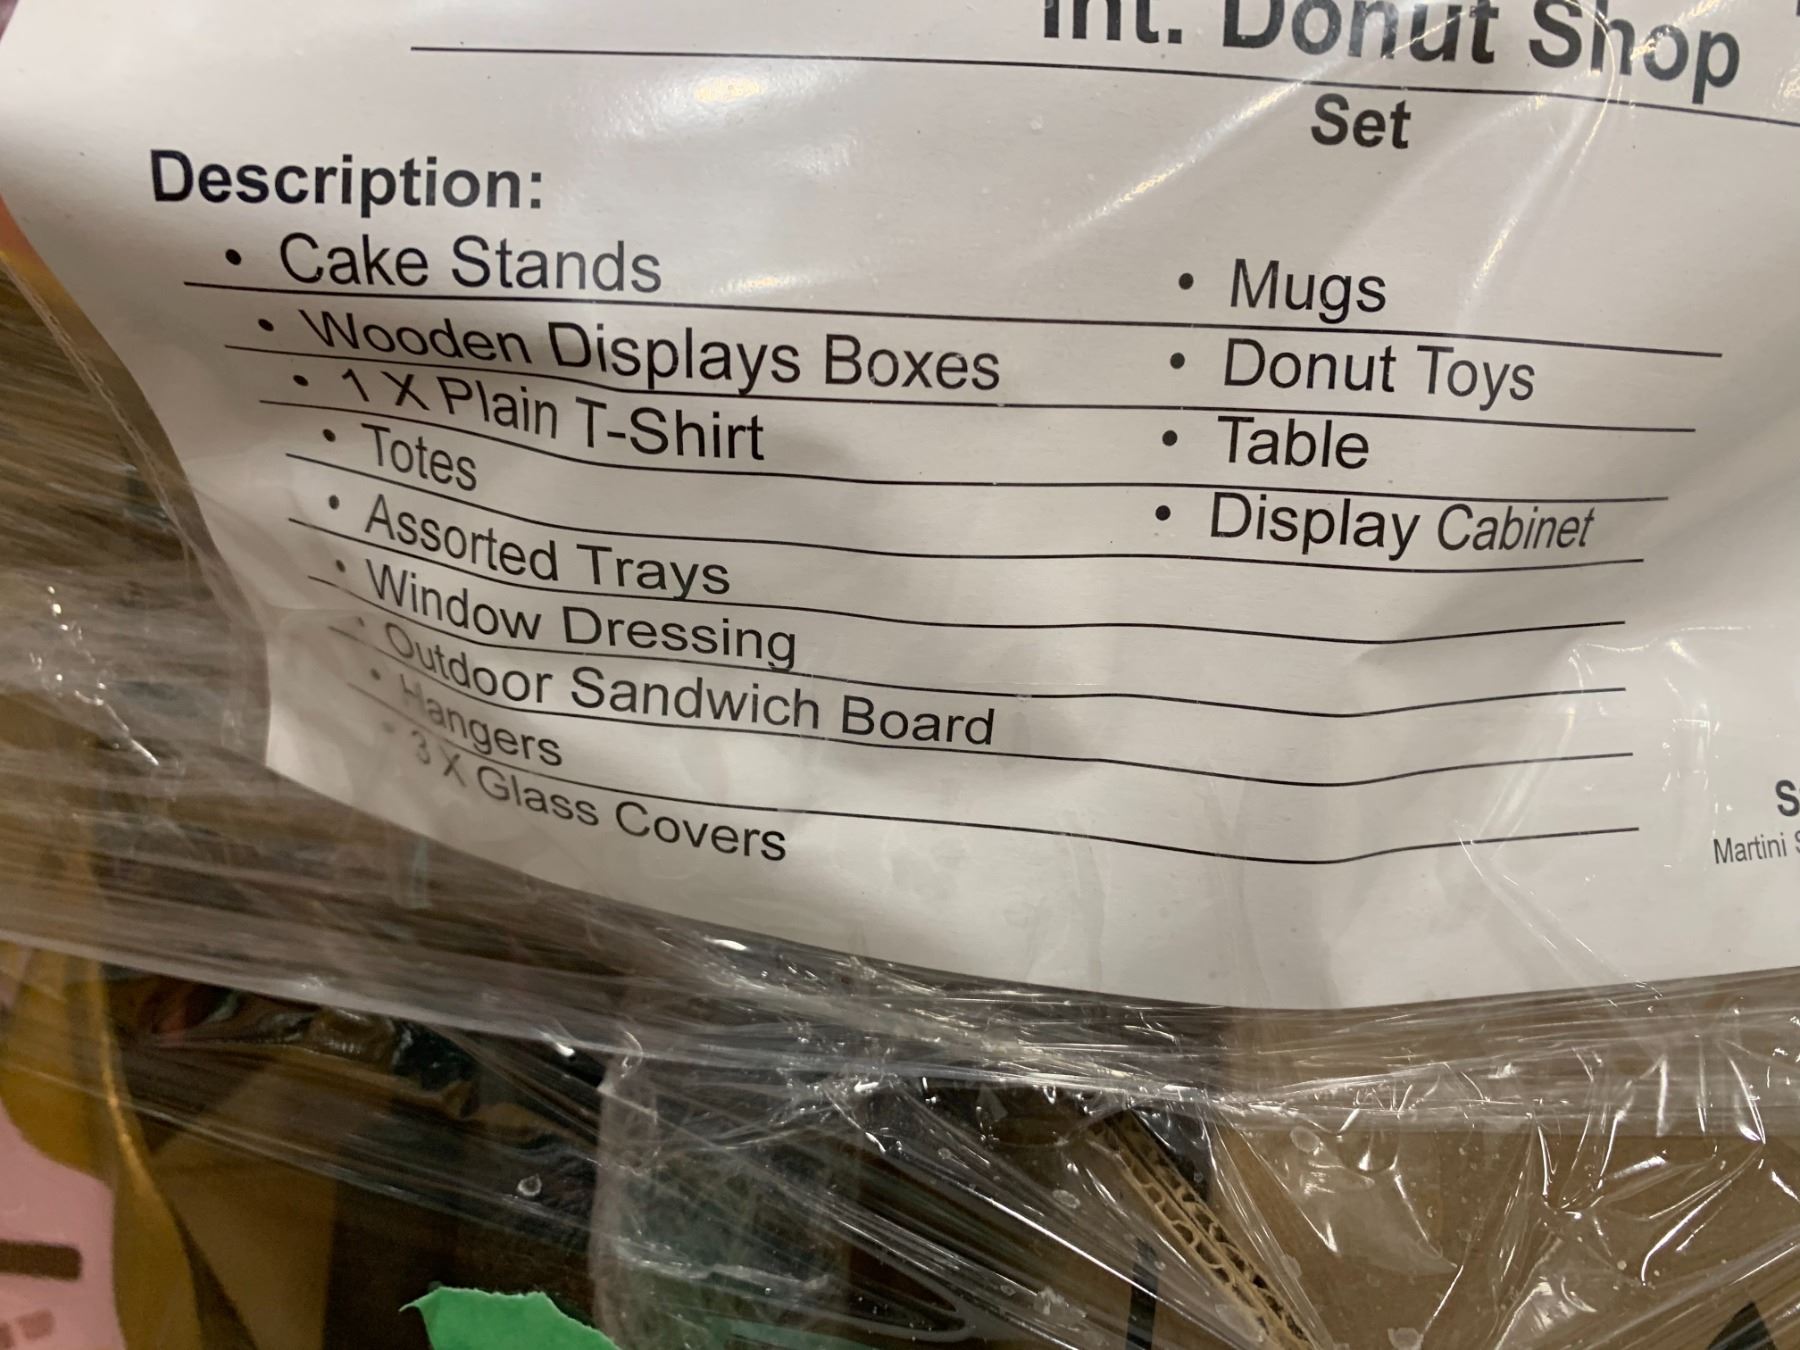 Int. Donut Shop
Set
Description:
• Cake Stands
• Wooden Displays Boxes
• 1 X Plain T-Shirt
• Totes
• Assorted Trays
• Window Dressing
• Outdoor Sandwich Board
• Hangers
• 3 X Glass Covers
• Mugs
• Donut Toys
• Table
• Display Cabinet
Martini